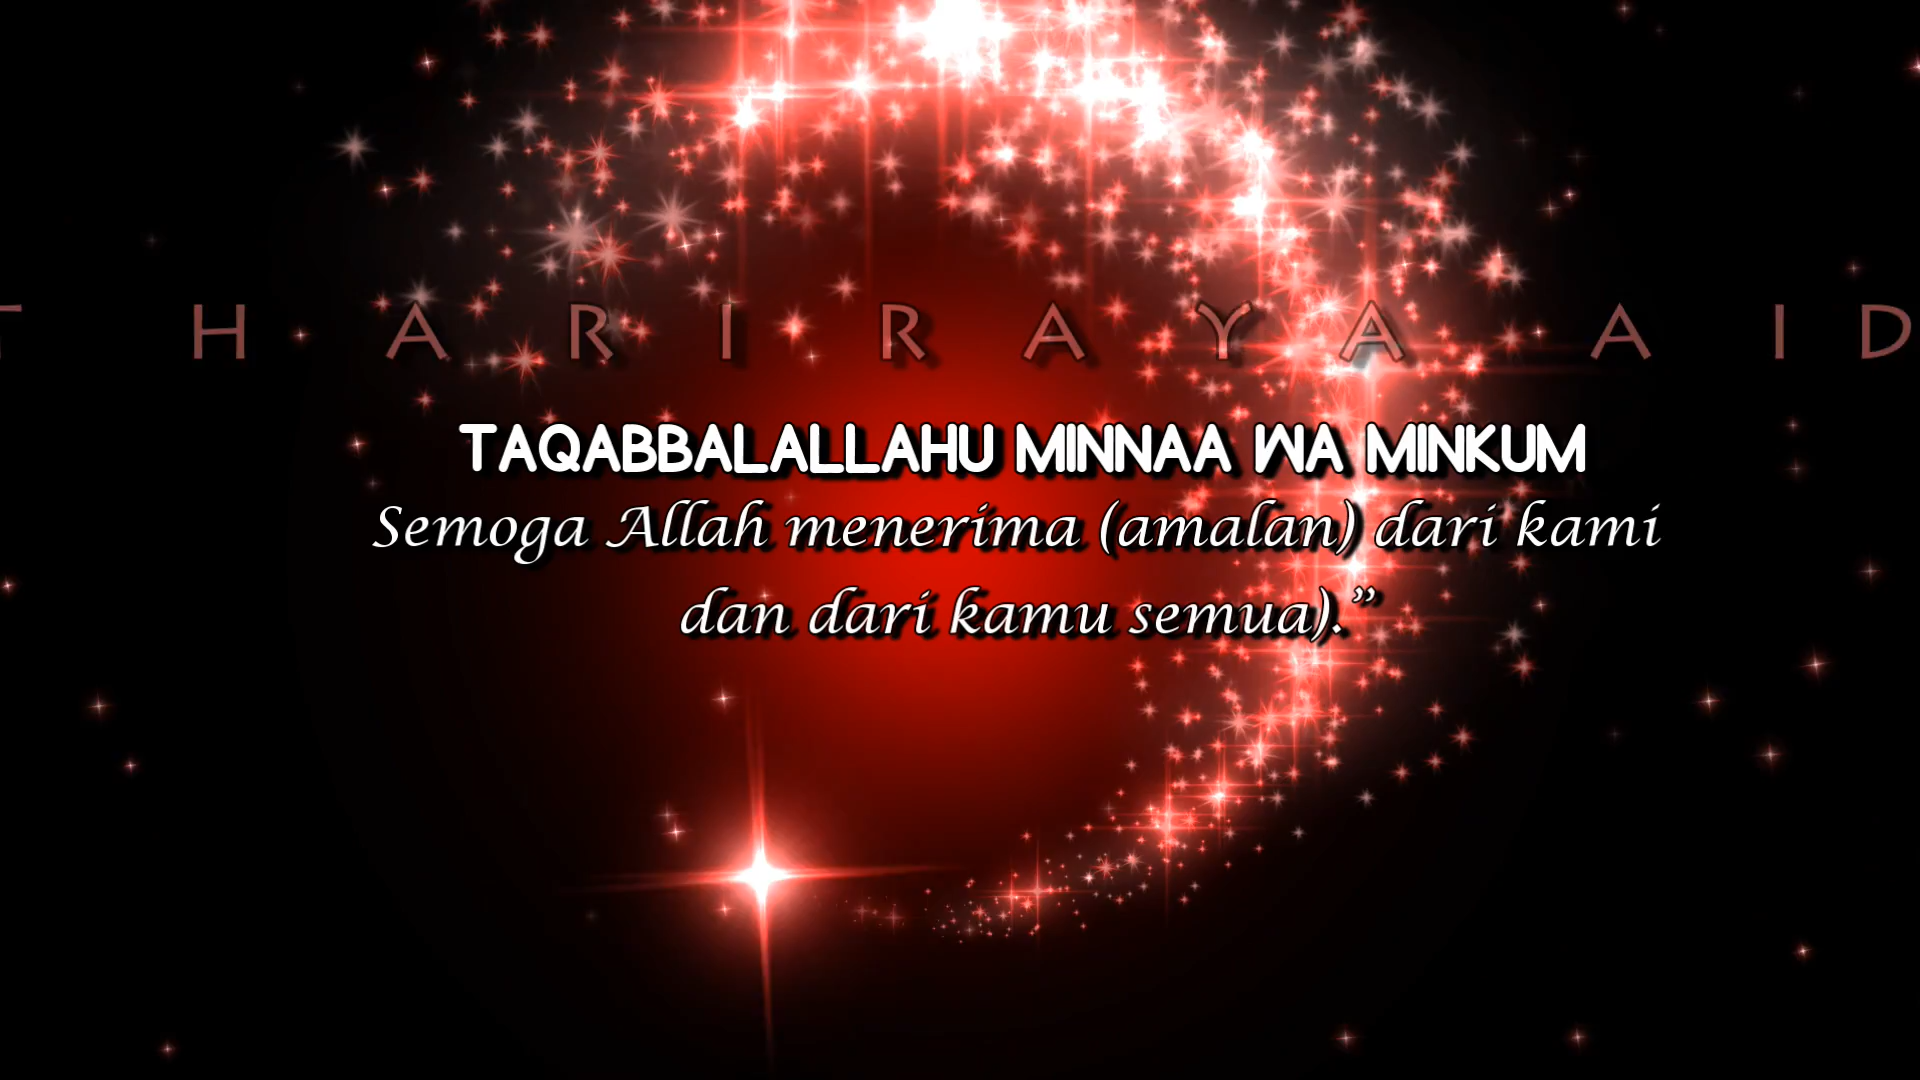 T HARI RAYA AID
TAQABBALALLAHU MINNAA WA MINKUM
Semoga Allah menerima (amalan) dari kami
dan dari kamu semua).”